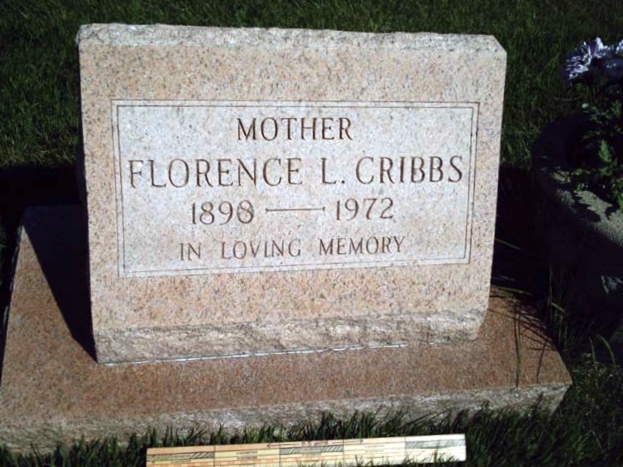 MOTHER
FLORENCE L. CRIBBS
1898 — 1972
IN LOVING MEMORY